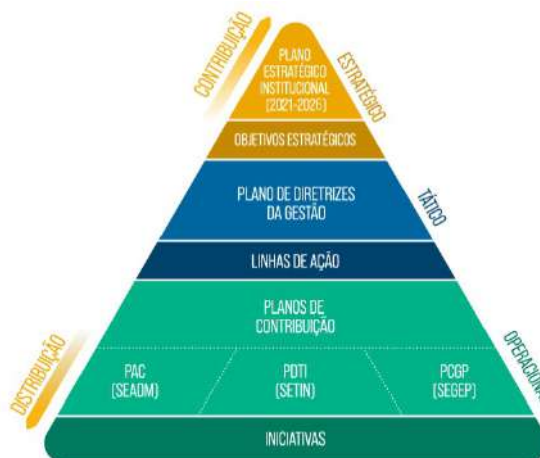 CONTRIBUIÇÃO
PLANO
ESTRATÉGICO
INSTITUCIONAL
(2021-2026)
ESTRATÉGICO
OBJETIVOS ESTRATÉGICOS
PLANO DE DIRETRIZES
DA GESTÃO
TÁTICO
LINHAS DE AÇÃO
PLANOS DE
CONTRIBUIÇÃO
DISTRIBUIÇÃO
PAC
(SEADM)
PDTI
(SETIN)
PCGP
(SEGEP)
INICIATIVAS